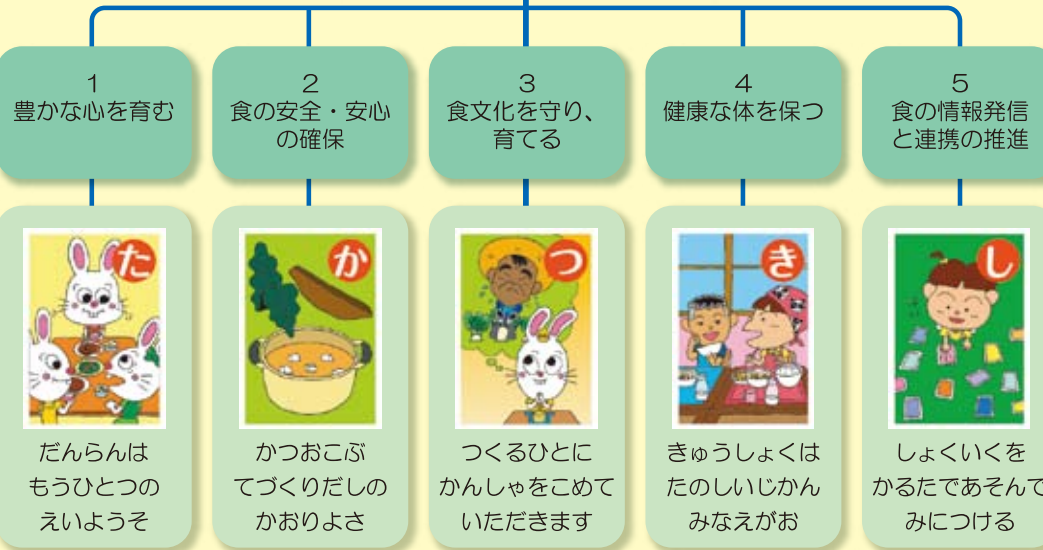 1
豊かな心を育む
2
食の安全・安心
の確保
3
食文化を守り、
育てる
4
健康な体を保つ
5
食の情報発信
と連携の推進
た
だんらんは
もうひとつの
えいようそ
か
かつおこぶ
てづくりだしの
かおりよさ
つ
つくるひとに
かんしゃをこめて
いただきます
き
きゅうしょくは
たのしいじかん
みなえがお
し
しょくいくを
かるたであそんで
みにつける